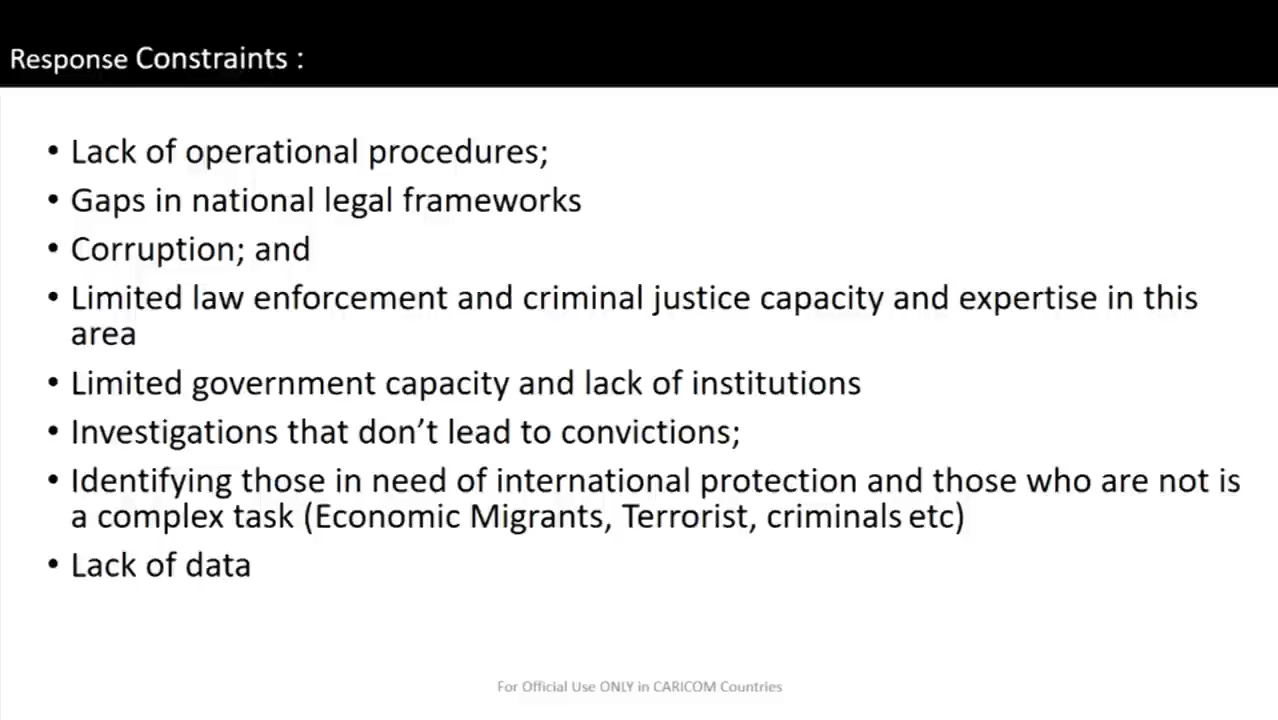 Response Constraints :
• Lack of operational procedures;
• Gaps in national legal frameworks
• Corruption; and
• Limited law enforcement and criminal justice capacity and expertise in this
area
• Limited government capacity and lack of institutions
• Investigations that don’t lead to convictions;
• Identifying those in need of international protection and those who are not is
a complex task (Economic Migrants, Terrorist, criminals etc)
• Lack of data
For Official Use ONLY in CARICOM Countries